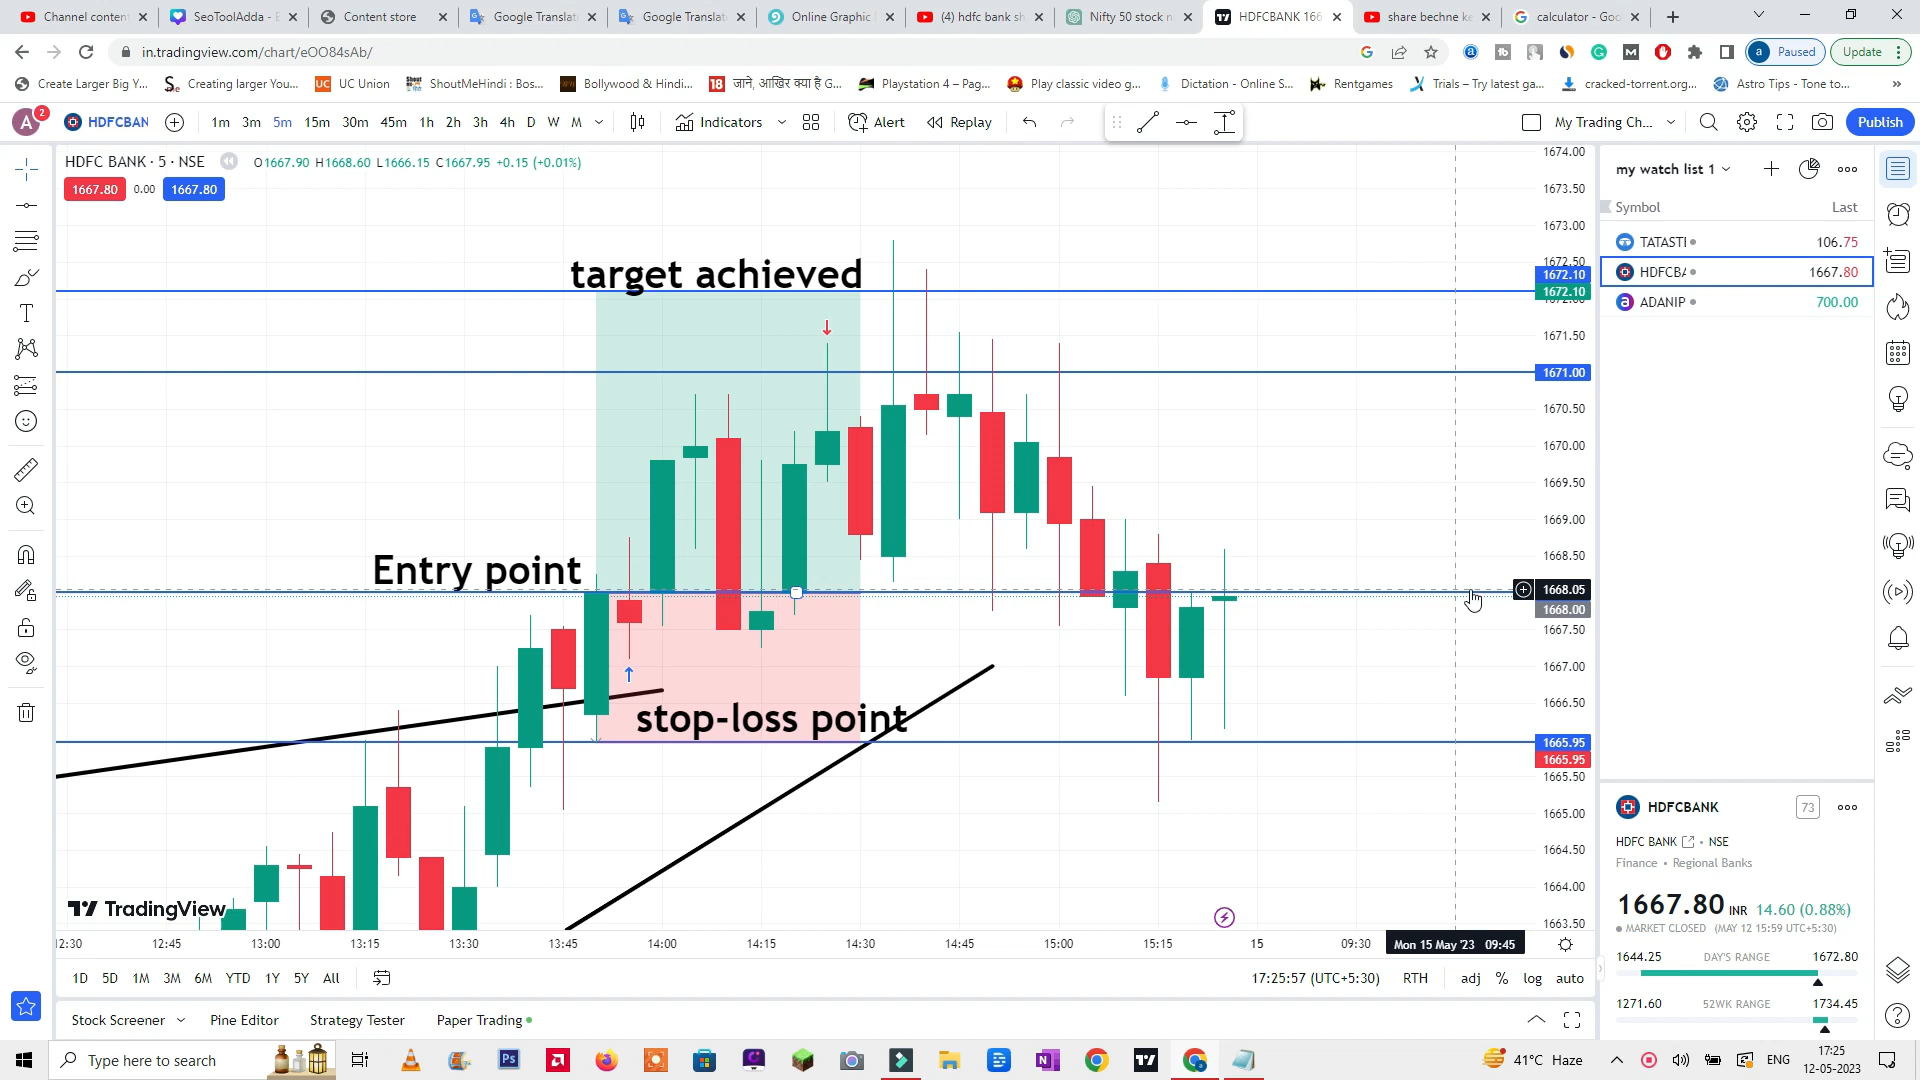 Channel content
SeoToolAdda - E
Content store
Google Translat
Google Translat
Online Graphic
(4) hdfc bank sh
Nifty 50 stock n
HDFCBANK 166
share bechne ke
calculator - Goo
in.tradingview.com/chart/eOO84sAb/
Paused
Update
Create Larger Big Y...
Creating larger You...
UC Union
ShoutMeHindi : Bos...
Bollywood & Hindi...
जाने, आखिर क्या है G...
Playstation 4 – Pag...
Play classic video g...
Dictation - Online S...
Rentgames
Trials – Try latest ga...
cracked-torrent.org...
Astro Tips - Tone to...
A 2 HDFCBAN 1m 3m 5m 15m 30m 45m 1h 2h 3h 4h D W M Indicators Alert Replay My Trading Ch... Publish
HDFC BANK · 5 · NSE O1667.90 H1668.60 L1666.15 C1667.95 +0.15 (+0.01%)
1667.80 0.00 1667.80
target achieved
Entry point
stop-loss point
TradingView
1674.00
1673.50
1673.00
1672.50
1672.10
1672.10
1671.50
1671.00
1670.50
1670.00
1669.50
1669.00
1668.50
1668.05
1668.00
1667.50
1667.00
1666.50
1665.95
1665.95
1665.50
1665.00
1664.50
1664.00
1663.50
12:30 12:45 13:00 13:15 13:30 13:45 14:00 14:15 14:30 14:45 15:00 15:15 15 09:30 Mon 15 May '23 09:45
1D 5D 1M 3M 6M YTD 1Y 5Y All 17:25:57 (UTC+5:30) RTH adj % log auto
Stock Screener Pine Editor Strategy Tester Paper Trading
my watch list 1
Symbol Last
TATASTI 106.75
HDFCBA 1667.80
ADANIP 700.00
HDFCBANK 73
HDFC BANK • NSE
Finance • Regional Banks
1667.80 INR 14.60 (0.88%)
MARKET CLOSED (MAY 12 15:59 UTC+5:30)
1644.25 DAY'S RANGE 1672.80
1271.60 52WK RANGE 1734.45
Type here to search
41°C Haze
ENG
17:25
12-05-2023